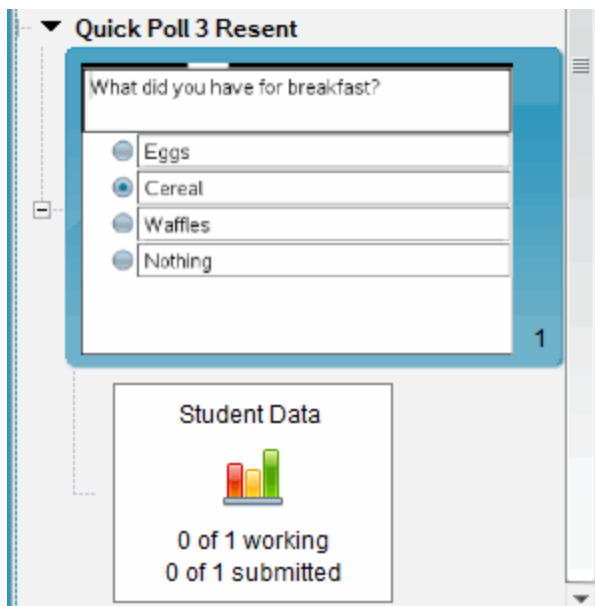 Quick Poll 3 Resent
What did you have for breakfast?
Eggs
Cereal
Waffles
Nothing
1
Student Data
0 of 1 working
0 of 1 submitted